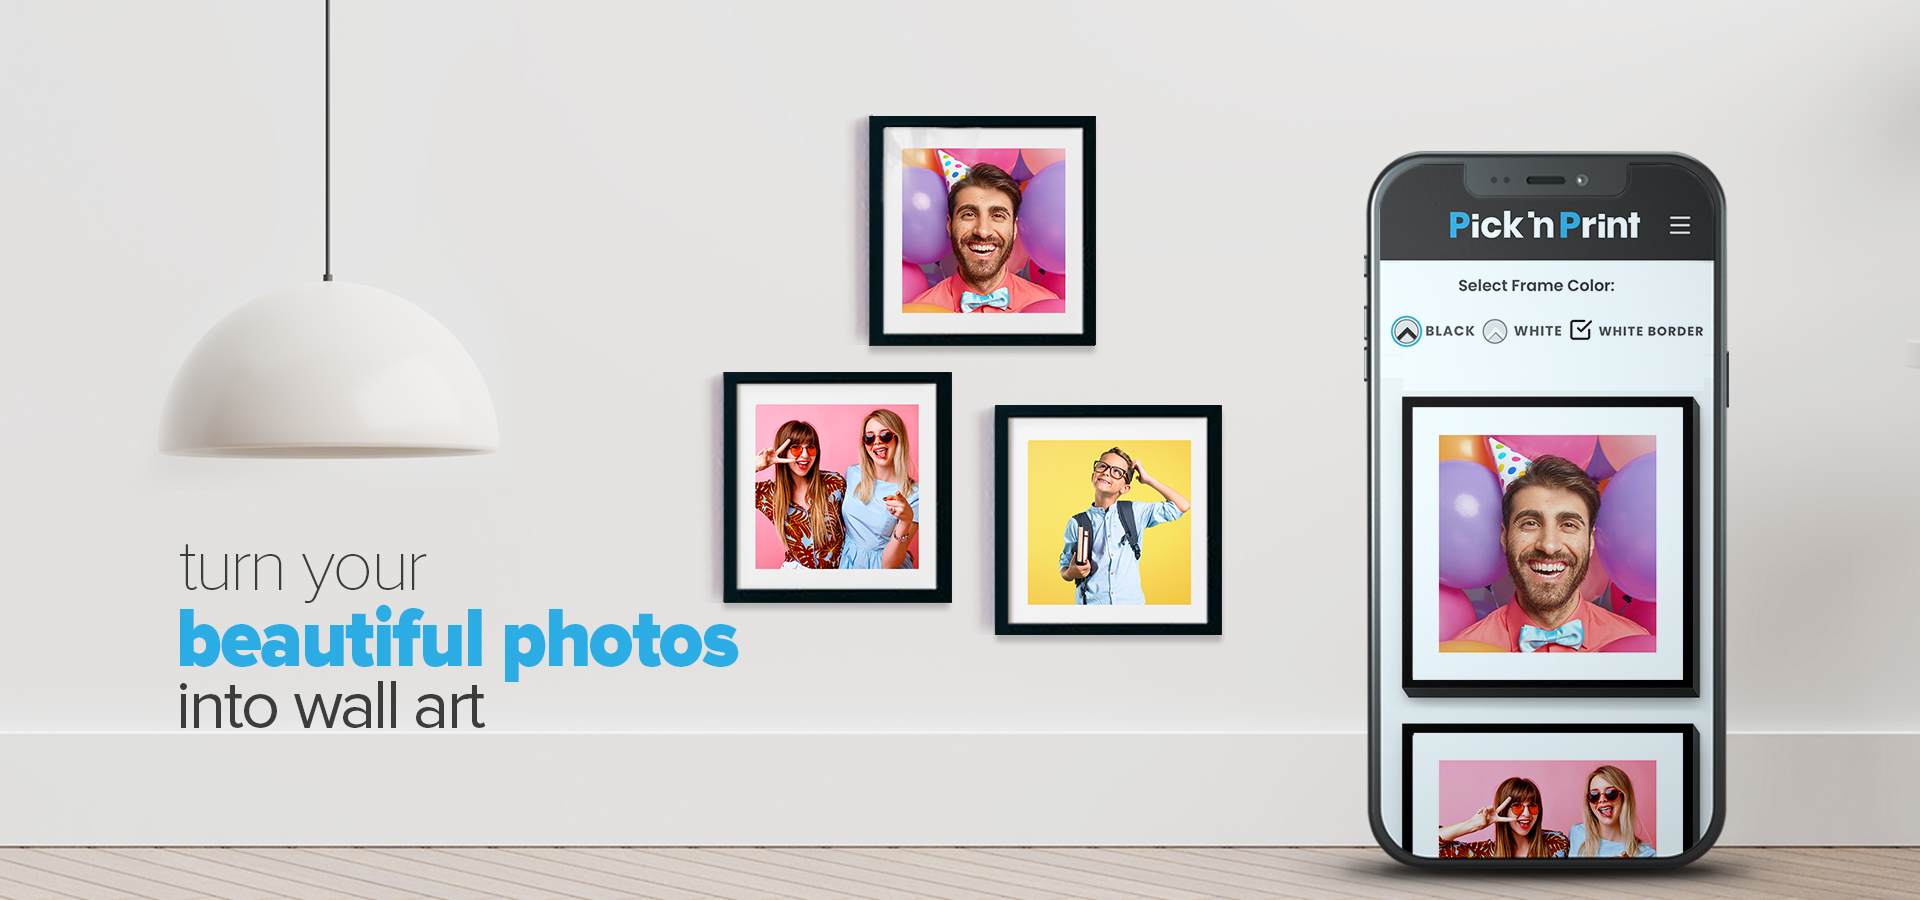 turn your
beautiful photos
into wall art
Pick 'n Print
Select Frame Color:
BLACK WHITE WHITE BORDER